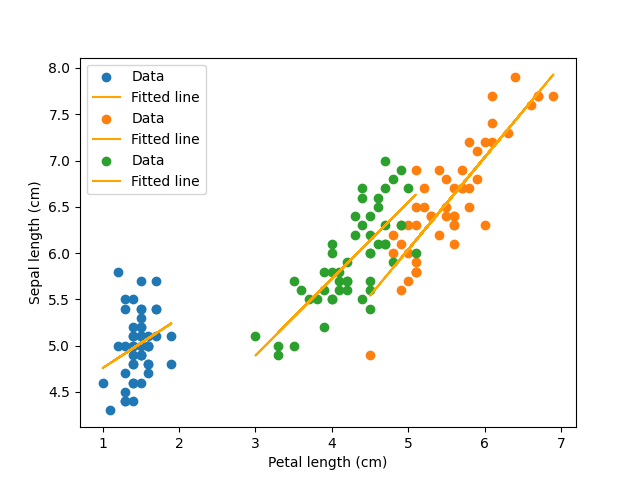 Data
Fitted line
Data
Fitted line
Data
Fitted line
8.0
7.5
7.0
6.5
6.0
5.5
5.0
4.5
Sepal length (cm)
1 2 3 4 5 6 7
Petal length (cm)